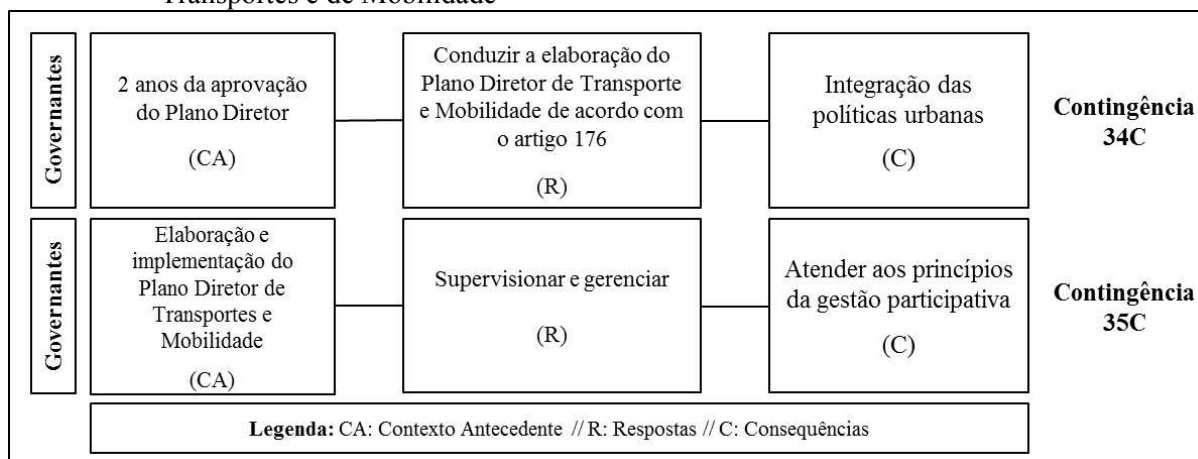 Transportes e de Mobilidade
Governantes
2 anos da aprovação
do Plano Diretor
(CA)
Conduzir a elaboração do
Plano Diretor de Transporte
e Mobilidade de acordo com
o artigo 176
(R)
Integração das
políticas urbanas
(C)
Contingência
34C
Governantes
Elaboração e
implementação do
Plano Diretor de
Transportes e
Mobilidade
(CA)
Supervisionar e gerenciar
(R)
Atender aos princípios
da gestão participativa
(C)
Contingência
35C
Legenda: CA: Contexto Antecedente // R: Respostas // C: Consequências